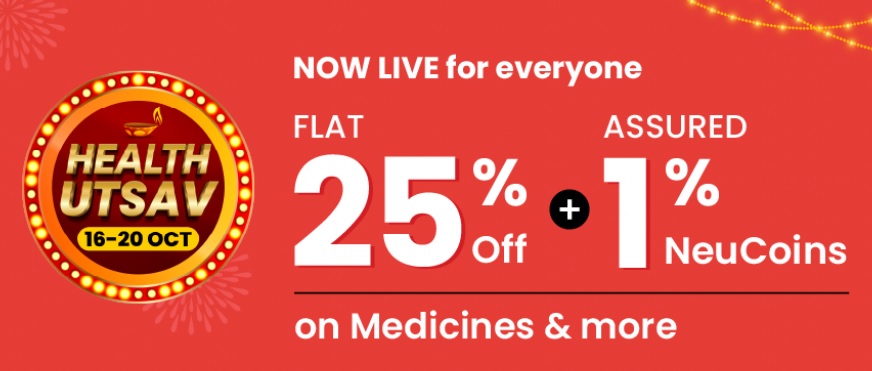 HEALTH
UTSAV
16-20 OCT
NOW LIVE for everyone
FLAT
25% Off
+
ASSURED
1% NeuCoins
on Medicines & more